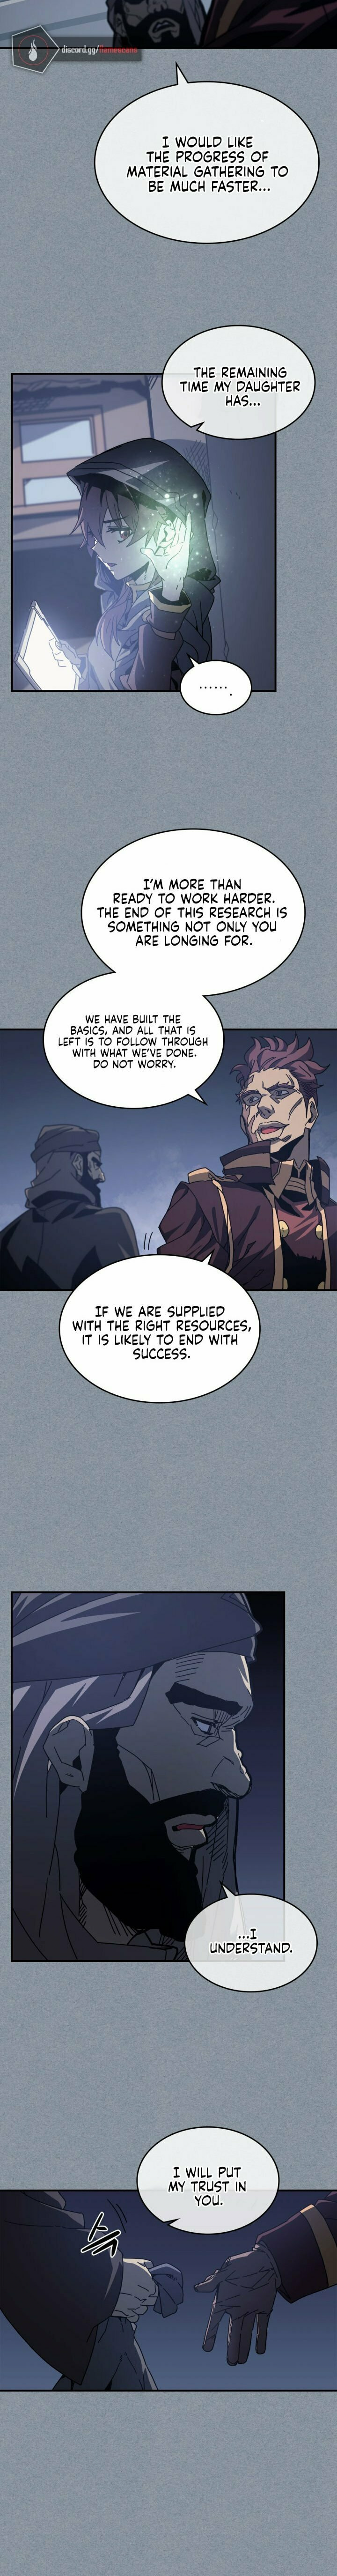 discord.gg/flamescans
I WOULD LIKE
THE PROGRESS OF
MATERIAL GATHERING TO
BE MUCH FASTER...
THE REMAINING
TIME MY DAUGHTER
HAS...
.......
I'M MORE THAN
READY TO WORK HARDER.
THE END OF THIS RESEARCH IS
SOMETHING NOT ONLY YOU
ARE LONGING FOR.
WE HAVE BUILT THE
BASICS, AND ALL THAT IS
LEFT IS TO FOLLOW THROUGH
WITH WHAT WE'VE DONE.
DO NOT WORRY.
IF WE ARE SUPPLIED
WITH THE RIGHT RESOURCES,
IT IS LIKELY TO END WITH
SUCCESS.
...I
UNDERSTAND.
I WILL PUT
MY TRUST IN
YOU.